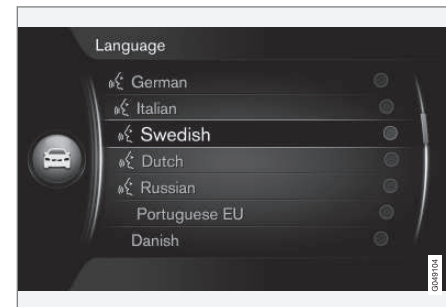 Language
German
Italian
Swedish
Dutch
Russian
Portuguese EU
Danish
G049104